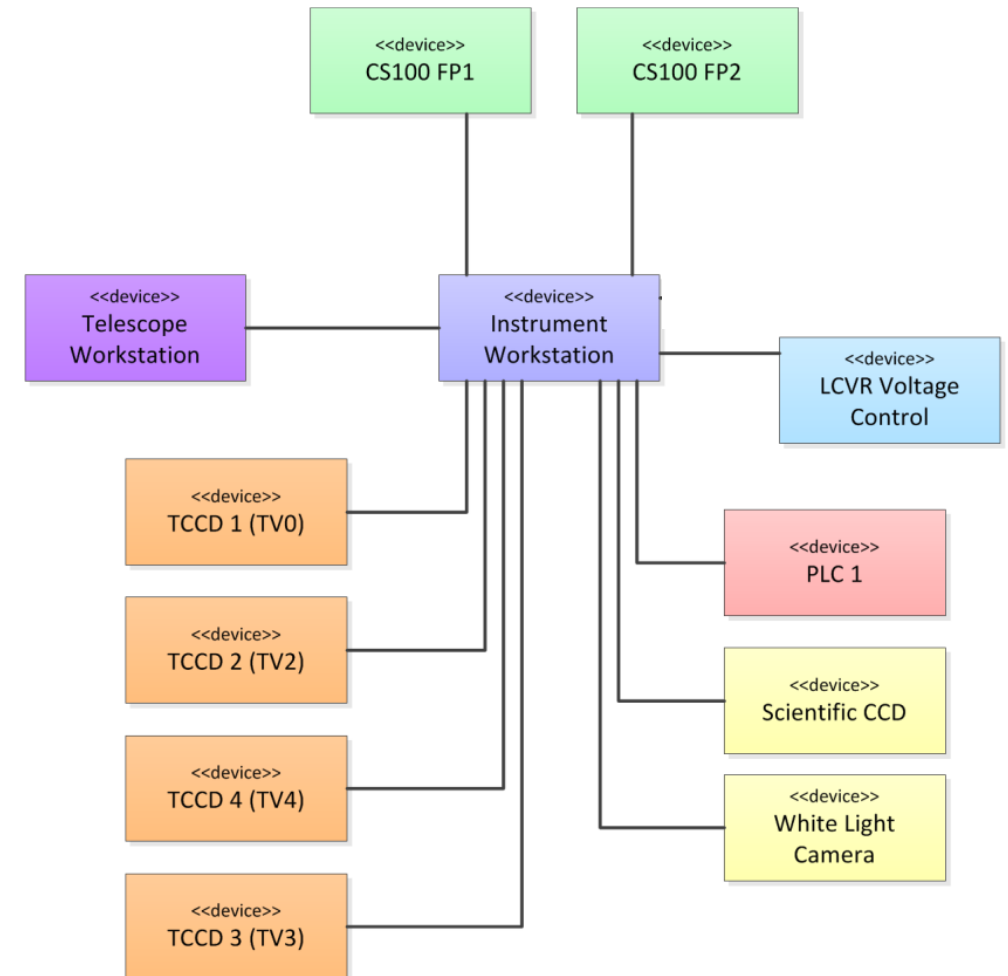 <<device>>
CS100 FP1
<<device>>
CS100 FP2
<<device>>
Telescope
Workstation
<<device>>
Instrument
Workstation
<<device>>
LCVR Voltage
Control
<<device>>
TCCD 1 (TV0)
<<device>>
PLC 1
<<device>>
TCCD 2 (TV2)
<<device>>
Scientific CCD
<<device>>
TCCD 4 (TV4)
<<device>>
White Light
Camera
<<device>>
TCCD 3 (TV3)